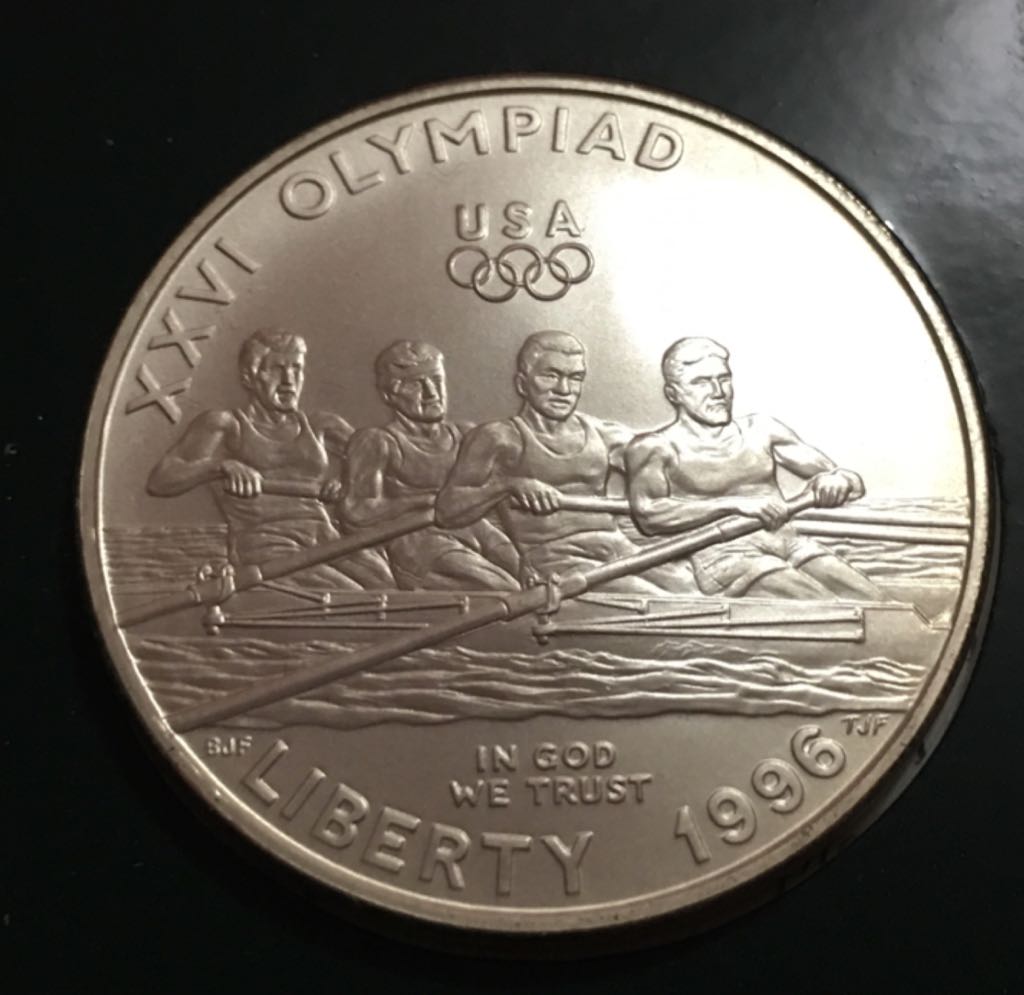 XXVI OLYMPIAD
USA
BJF
TJF
IN GOD
WE TRUST
LIBERTY 1996